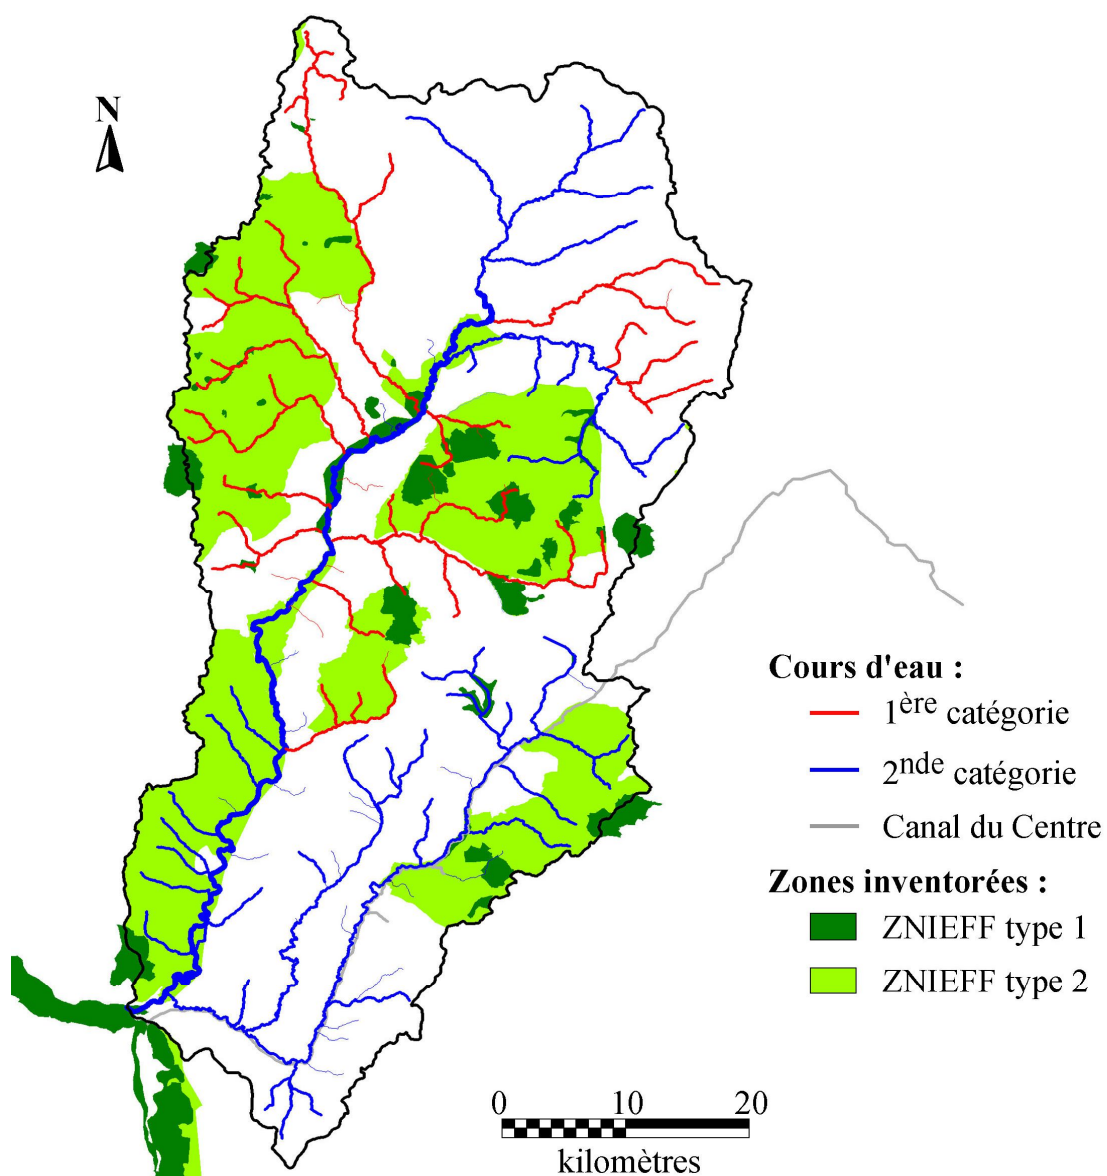 N
Cours d'eau :
1ère catégorie
2nde catégorie
Canal du Centre
Zones inventorées :
ZNIEFF type 1
ZNIEFF type 2
0 10 20
kilomètres